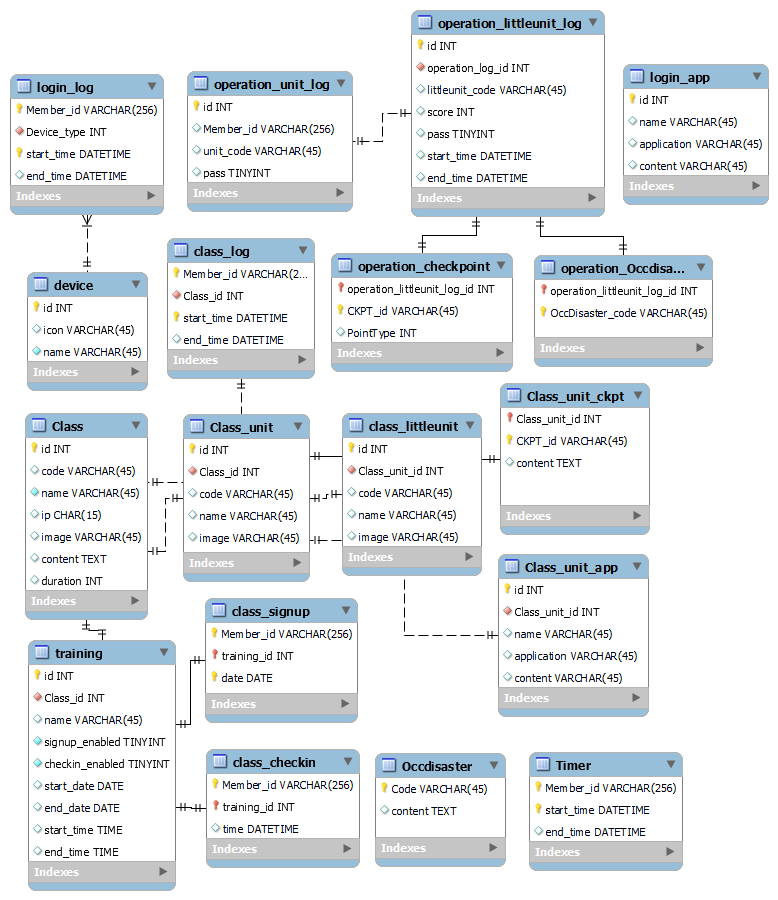 operation_littleunit_log
id INT
operation_log_id INT
littleunit_code VARCHAR(45)
score INT
pass TINYINT
start_time DATETIME
end_time DATETIME
Indexes
login_log
Member_id VARCHAR(256)
Device_type INT
start_time DATETIME
end_time DATETIME
Indexes
operation_unit_log
id INT
Member_id VARCHAR(256)
unit_code VARCHAR(45)
pass TINYINT
Indexes
login_app
id INT
name VARCHAR(45)
application VARCHAR(45)
content VARCHAR(45)
Indexes
device
id INT
icon VARCHAR(45)
name VARCHAR(45)
Indexes
class_log
Member_id VARCHAR(2...
Class_id INT
start_time DATETIME
end_time DATETIME
Indexes
operation_checkpoint
operation_littleunit_log_id INT
CKPT_id VARCHAR(45)
PointType INT
Indexes
operation_Occdisa...
operation_littleunit_log_id INT
OccDisaster_code VARCHAR(45)
Indexes
Class
id INT
code VARCHAR(45)
name VARCHAR(45)
ip CHAR(15)
image VARCHAR(45)
content TEXT
duration INT
Indexes
Class_unit
id INT
Class_id INT
code VARCHAR(45)
name VARCHAR(45)
image VARCHAR(45)
Indexes
class_littleunit
id INT
Class_unit_id INT
code VARCHAR(45)
name VARCHAR(45)
image VARCHAR(45)
Indexes
Class_unit_ckpt
Class_unit_id INT
CKPT_id VARCHAR(45)
content TEXT
Indexes
Class_unit_app
id INT
Class_unit_id INT
name VARCHAR(45)
application VARCHAR(45)
content VARCHAR(45)
Indexes
training
id INT
Class_id INT
name VARCHAR(45)
signup_enabled TINYINT
checkin_enabled TINYINT
start_date DATE
end_date DATE
start_time TIME
end_time TIME
Indexes
class_signup
Member_id VARCHAR(256)
training_id INT
date DATE
Indexes
class_checkin
Member_id VARCHAR(256)
training_id INT
time DATETIME
Indexes
Occdisaster
Code VARCHAR(45)
content TEXT
Indexes
Timer
Member_id VARCHAR(256)
start_time DATETIME
end_time DATETIME
Indexes